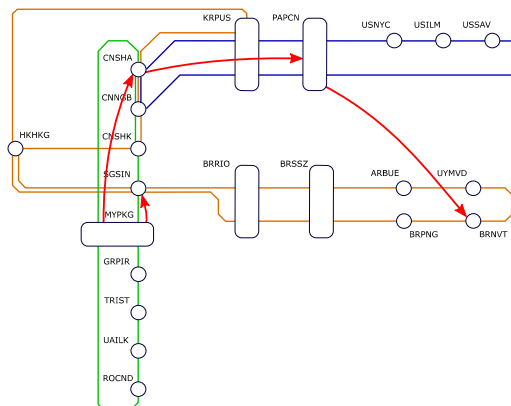 KRPUS PAPCN USNYC USILM USSAV
CNSHA
CNNGB
HKHKG CNSHK
SGSIN BRRIO BRSSZ ARBUE UYMVD
MYPKG
BRPNG BRNVT
GRPIR
TRIST
UAILK
ROCND